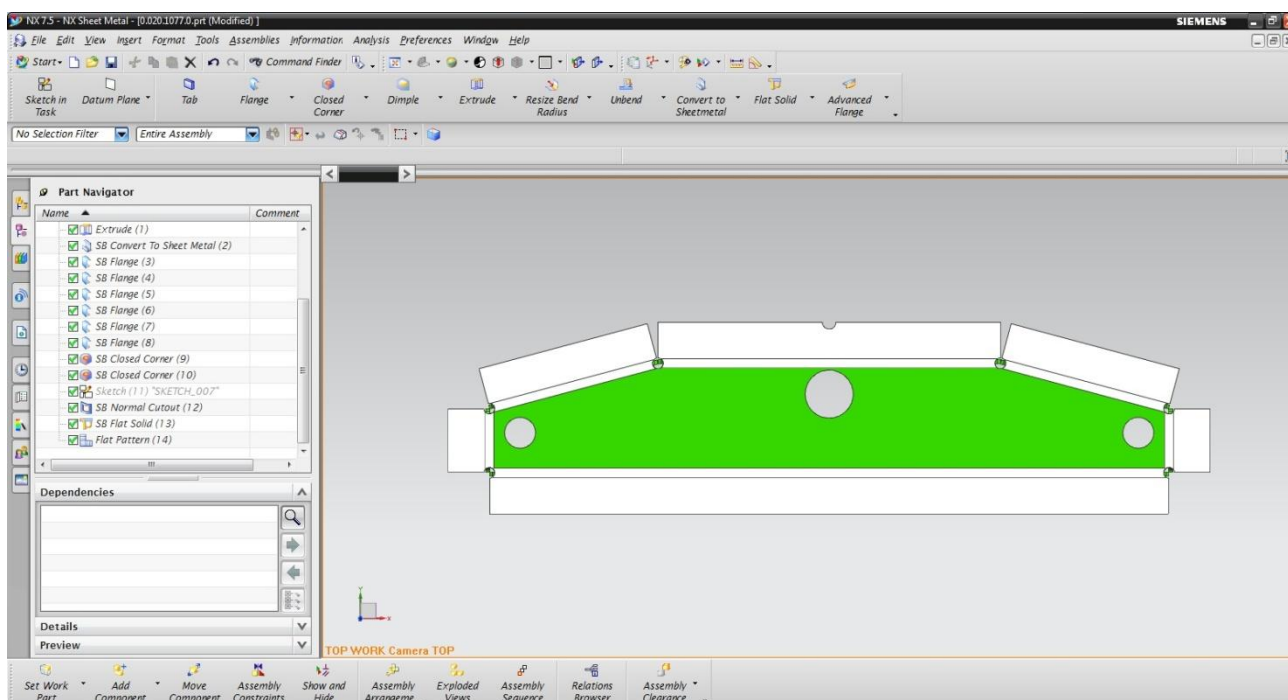 NX 7.5 - NX Sheet Metal - [0.020.1077.0.prt (Modified) ]
SIEMENS
File Edit View Insert Format Tools Assemblies Information Analysis Preferences Window Help
Start Command Finder
Sketch in Task
Datum Plane
Tab
Flange
Closed Corner
Dimple
Extrude
Resize Bend Radius
Unbend
Convert to Sheetmetal
Flat Solid
Advanced Flange
No Selection Filter
Entire Assembly
Part Navigator
Name Comment
Extrude (1)
SB Convert To Sheet Metal (2)
SB Flange (3)
SB Flange (4)
SB Flange (5)
SB Flange (6)
SB Flange (7)
SB Flange (8)
SB Closed Corner (9)
SB Closed Corner (10)
Sketch (11) "SKETCH_007"
SB Normal Cutout (12)
SB Flat Solid (13)
Flat Pattern (14)
Dependencies
Details
Preview
TOP WORK Camera TOP
Set Work Part
Add Component
Move Component
Assembly Constraints
Show and Hide
Assembly Arrangeme
Exploded Views
Assembly Sequence
Relations Browser
Assembly Clearance